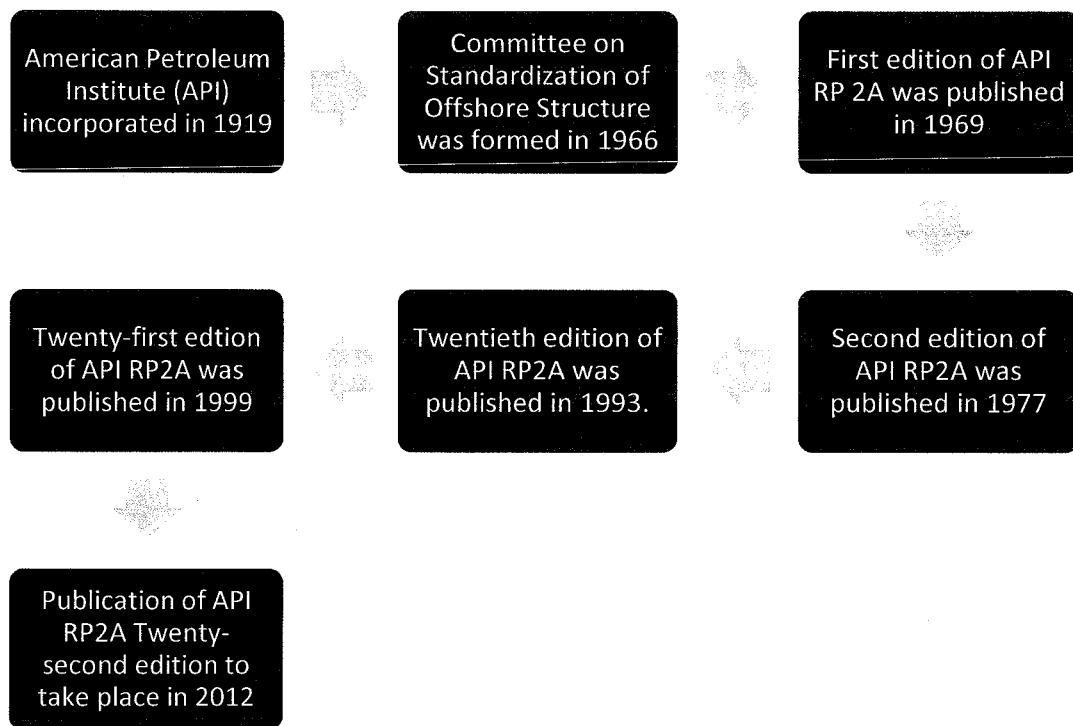 American Petroleum
Institute (API)
incorporated in 1919
Committee on
Standardization of
Offshore Structure
was formed in 1966
First edition of API
RP 2A was published
in 1969
Second edition of
API RP2A was
published in 1977
Twentieth edition of
API RP2A was
published in 1993.
Twenty-first edtion
of API RP2A was
published in 1999
Publication of API
RP2A Twenty-
second edition to
take place in 2012